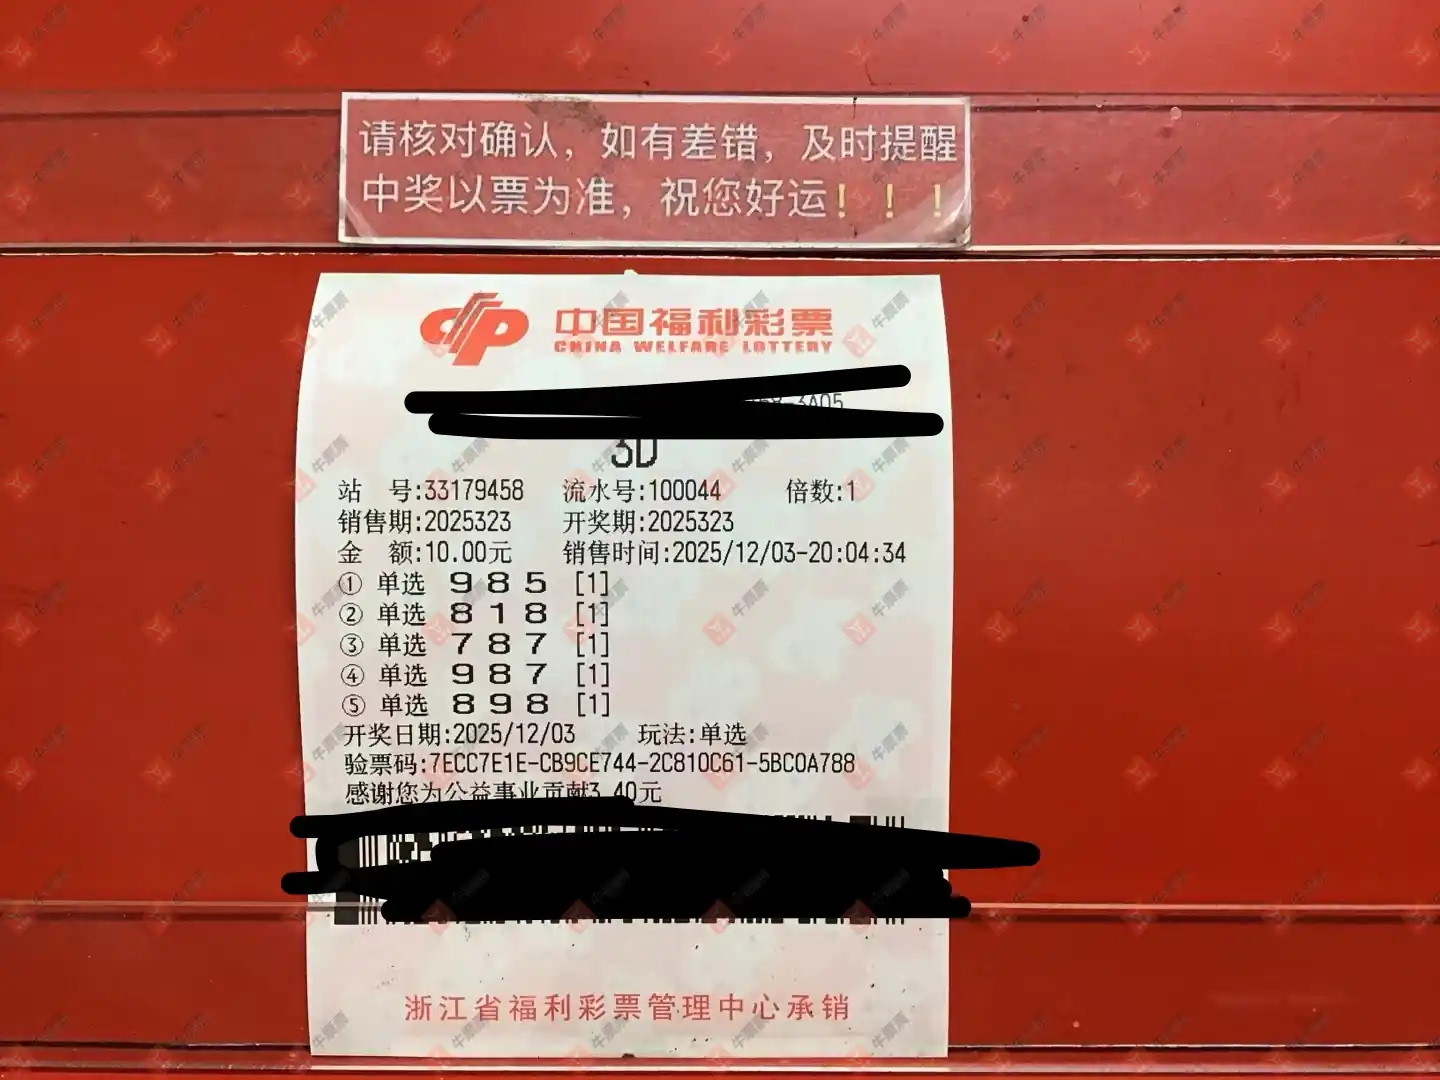 请核对确认，如有差错，及时提醒
中奖以票为准，祝您好运！！！
中国福利彩票
CHINA WELFARE LOTTERY
3A05
3D
站 号:33179458 流水号:100044 倍数:1
销售期:2025323 开奖期:2025323
金 额:10.00元 销售时间:2025/12/03-20:04:34
① 单选 9 8 5 [1]
② 单选 8 1 8 [1]
③ 单选 7 8 7 [1]
④ 单选 9 8 7 [1]
⑤ 单选 8 9 8 [1]
开奖日期:2025/12/03 玩法:单选
验票码:7ECC7E1E-CB9CE744-2C810C61-5BC0A788
感谢您为公益事业贡献3.40元
浙江省福利彩票管理中心承销
牛票票